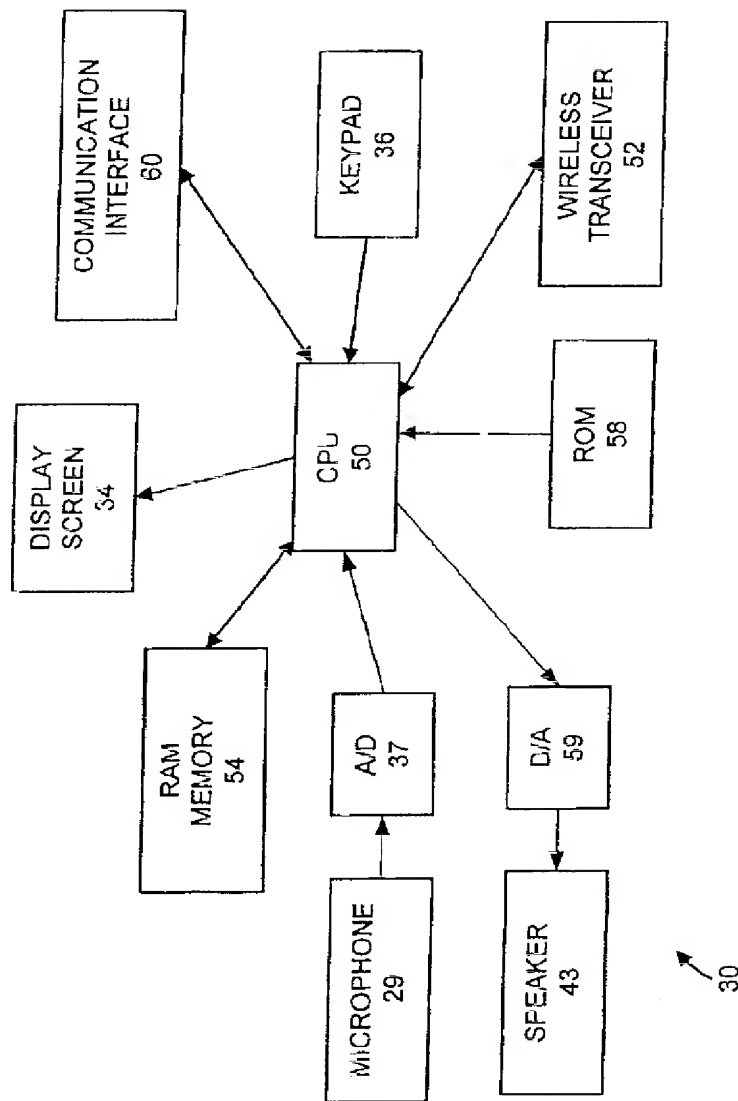 COMMUNICATION
INTERFACE
60
KEYPAD
36
WIRELESS
TRANSCEIVER
52
DISPLAY
SCREEN
34
CPU
50
ROM
58
RAM
MEMORY
54
A/D
37
D/A
59
MICROPHONE
29
SPEAKER
43
30